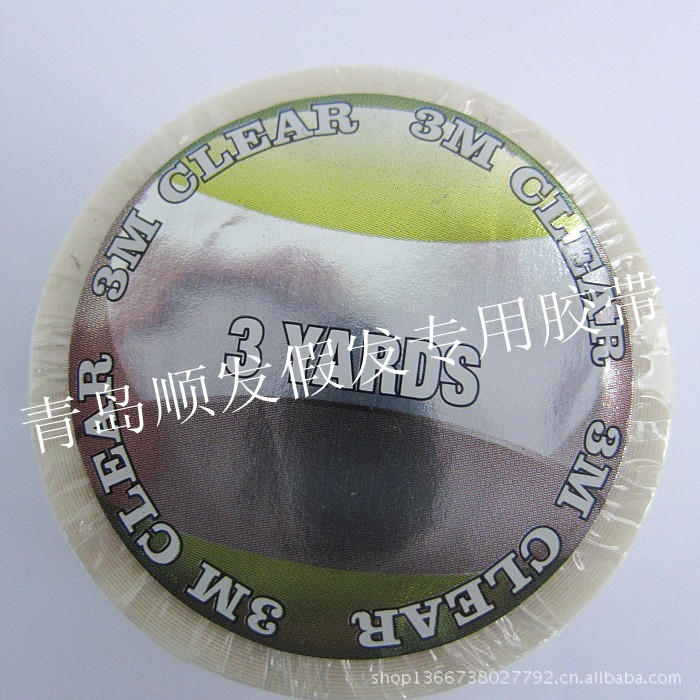 3M CLEAR
3M CLEAR
3M CLEAR
3M CLEAR
3 YARDS
青岛顺发假发专用胶带
shop1366738027792.cn.alibaba.com